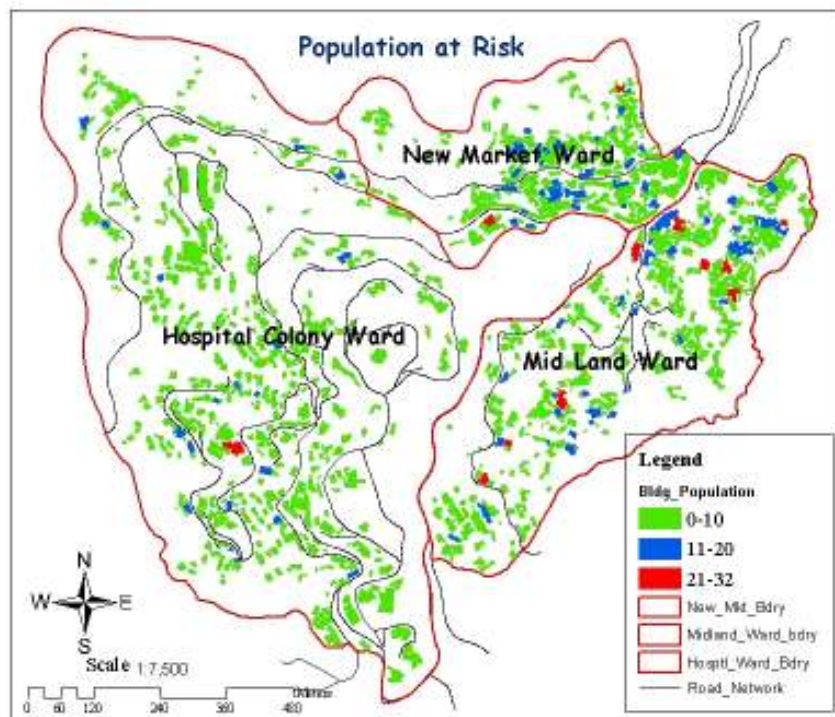 Population at Risk
New Market Ward
Hospital Colony Ward
Mid Land Ward
Legend
Bldg_Population
0-10
11-20
21-32
New_Mkt_Bdry
Midland_Ward_bdry
Hosptl_Ward_Bdry
Road_Network
N
W E
S
Scale 1:7,500
0 60 120 240 360 480